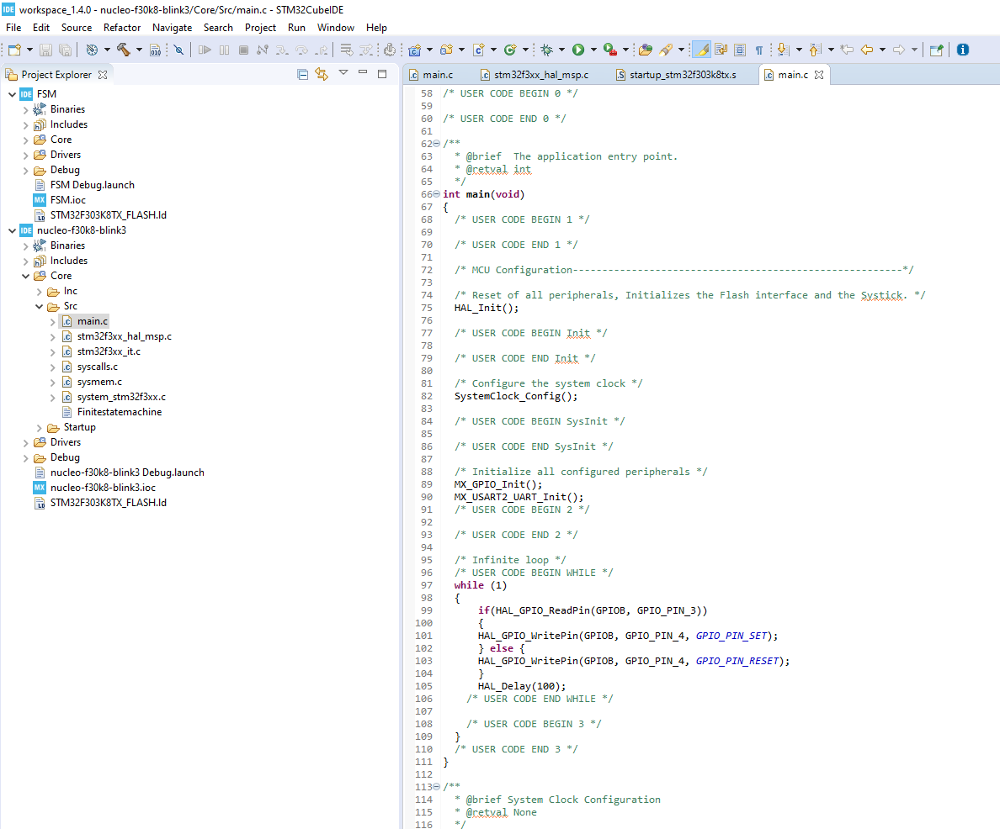 IDE workspace_1.4.0 - nucleo-f30k8-blink3/Core/Src/main.c - STM32CubeIDE
File Edit Source Refactor Navigate Search Project Run Window Help
Project Explorer
FSM
Binaries
Includes
Core
Drivers
Debug
FSM Debug.launch
MX FSM.ioc
STM32F303K8TX_FLASH.ld
IDE nucleo-f30k8-blink3
Binaries
Includes
Core
Inc
Src
main.c
stm32f3xx_hal_msp.c
stm32f3xx_it.c
syscalls.c
sysmem.c
system_stm32f3xx.c
Finitestatemachine
Startup
Drivers
Debug
nucleo-f30k8-blink3 Debug.launch
MX nucleo-f30k8-blink3.ioc
STM32F303K8TX_FLASH.ld
main.c stm32f3xx_hal_msp.c startup_stm32f303k8tx.s main.c
58 /* USER CODE BEGIN 0 */
59
60 /* USER CODE END 0 */
61
62 /**
63 * @brief  The application entry point.
64 * @retval int
65 */
66 int main(void)
67 {
68 /* USER CODE BEGIN 1 */
69
70 /* USER CODE END 1 */
71
72 /* MCU Configuration--------------------------------------------------------*/
73
74 /* Reset of all peripherals, Initializes the Flash interface and the Systick. */
75 HAL_Init();
76
77 /* USER CODE BEGIN Init */
78
79 /* USER CODE END Init */
80
81 /* Configure the system clock */
82 SystemClock_Config();
83
84 /* USER CODE BEGIN SysInit */
85
86 /* USER CODE END SysInit */
87
88 /* Initialize all configured peripherals */
89 MX_GPIO_Init();
90 MX_USART2_UART_Init();
91 /* USER CODE BEGIN 2 */
92
93 /* USER CODE END 2 */
94
95 /* Infinite loop */
96 /* USER CODE BEGIN WHILE */
97 while (1)
98 {
99 if(HAL_GPIO_ReadPin(GPIOB, GPIO_PIN_3))
100 {
101 HAL_GPIO_WritePin(GPIOB, GPIO_PIN_4, GPIO_PIN_SET);
102 } else {
103 HAL_GPIO_WritePin(GPIOB, GPIO_PIN_4, GPIO_PIN_RESET);
104 }
105 HAL_Delay(100);
106 /* USER CODE END WHILE */
107
108 /* USER CODE BEGIN 3 */
109 }
110 /* USER CODE END 3 */
111 }
112
113 /**
114 * @brief System Clock Configuration
115 * @retval None
116 */